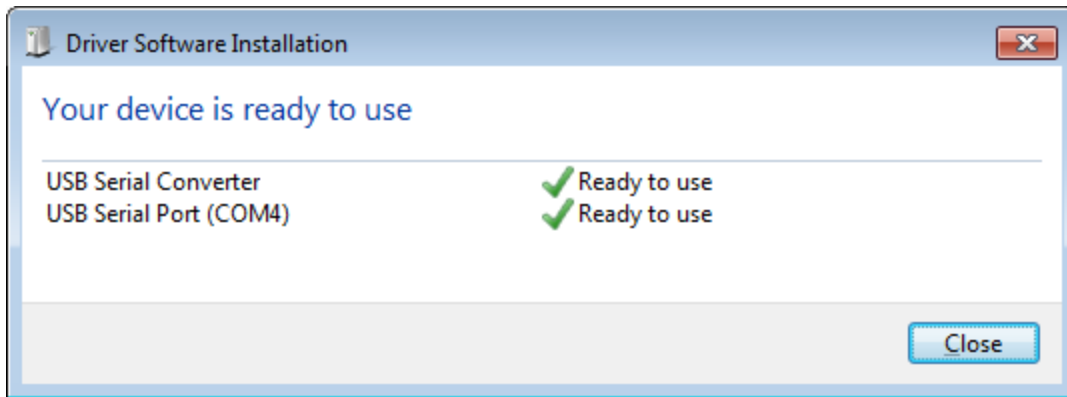 Driver Software Installation
Your device is ready to use
USB Serial Converter Ready to use
USB Serial Port (COM4) Ready to use
Close